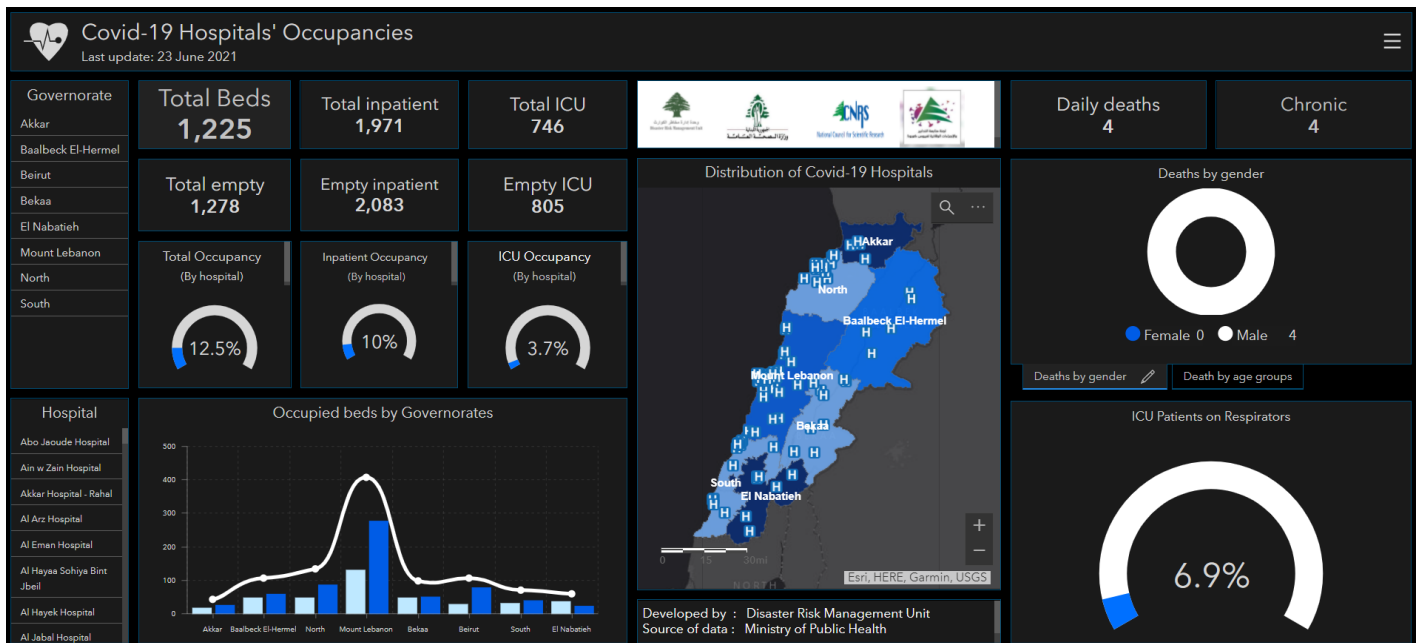 Covid-19 Hospitals' Occupancies
Last update: 23 June 2021
Governorate
Akkar
Baalbeck El-Hermel
Beirut
Bekaa
El Nabatieh
Mount Lebanon
North
South
Total Beds
1,225
Total inpatient
1,971
Total ICU
746
Total empty
1,278
Empty inpatient
2,083
Empty ICU
805
Total Occupancy
(By hospital)
12.5%
Inpatient Occupancy
(By hospital)
10%
ICU Occupancy
(By hospital)
3.7%
Hospital
Abo Jaoude Hospital
Ain w Zain Hospital
Akkar Hospital - Rahal
Al Arz Hospital
Al Eman Hospital
Al Hayaa Sohiya Bint
Jbeil
Al Hayek Hospital
Al Jabal Hospital
Occupied beds by Governorates
500
400
300
200
100
0
Akkar
Baalbeck El-Hermel
North
Mount Lebanon
Bekaa
Beirut
South
El Nabatieh
Disaster Risk Management Unit
CNRS
National Council for Scientific Research
Distribution of Covid-19 Hospitals
Akkar
North
Baalbeck El-Hermel
Mount Lebanon
Bekaa
South
El Nabatieh
0 15 30mi
NORTH
Esri, HERE, Garmin, USGS
Developed by : Disaster Risk Management Unit
Source of data : Ministry of Public Health
Daily deaths
4
Chronic
4
Deaths by gender
Female 0 Male 4
Deaths by gender
Death by age groups
ICU Patients on Respirators
6.9%